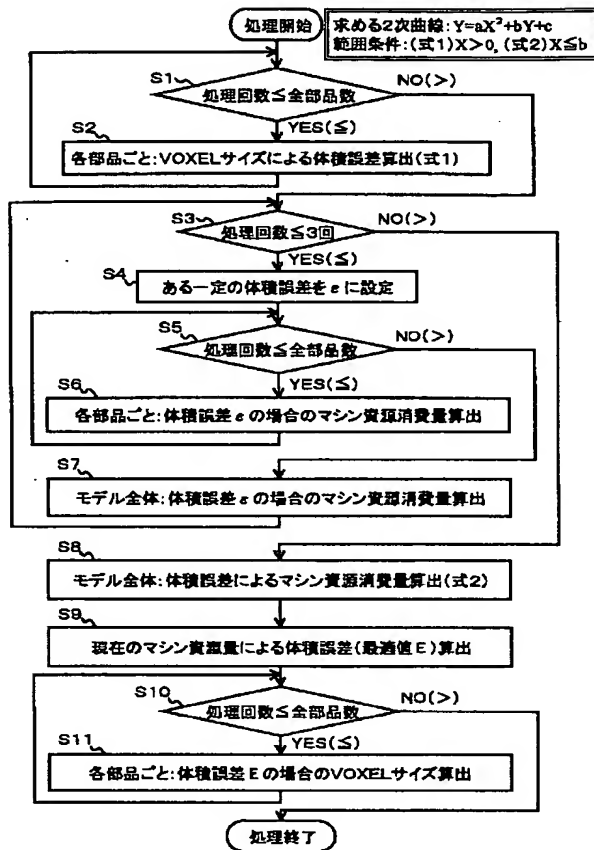 処理開始
求める2次曲線:Y=aX²+bY+c
範囲条件:(式1)X>0,(式2)X≦b
S1
処理回数≦全部品数
NO(>)
YES(≦)
S2
各部品ごと:VOXELサイズによる体積誤差算出(式1)
S3
処理回数≦3回
NO(>)
YES(≦)
S4
ある一定の体積誤差をεに設定
S5
処理回数≦全部品数
NO(>)
YES(≦)
S6
各部品ごと:体積誤差εの場合のマシン資源消費量算出
S7
モデル全体:体積誤差εの場合のマシン資源消費量算出
S8
モデル全体:体積誤差によるマシン資源消費量算出(式2)
S9
現在のマシン資源量による体積誤差(最適値E)算出
S10
処理回数≦全部品数
NO(>)
YES(≦)
S11
各部品ごと:体積誤差Eの場合のVOXELサイズ算出
処理終了